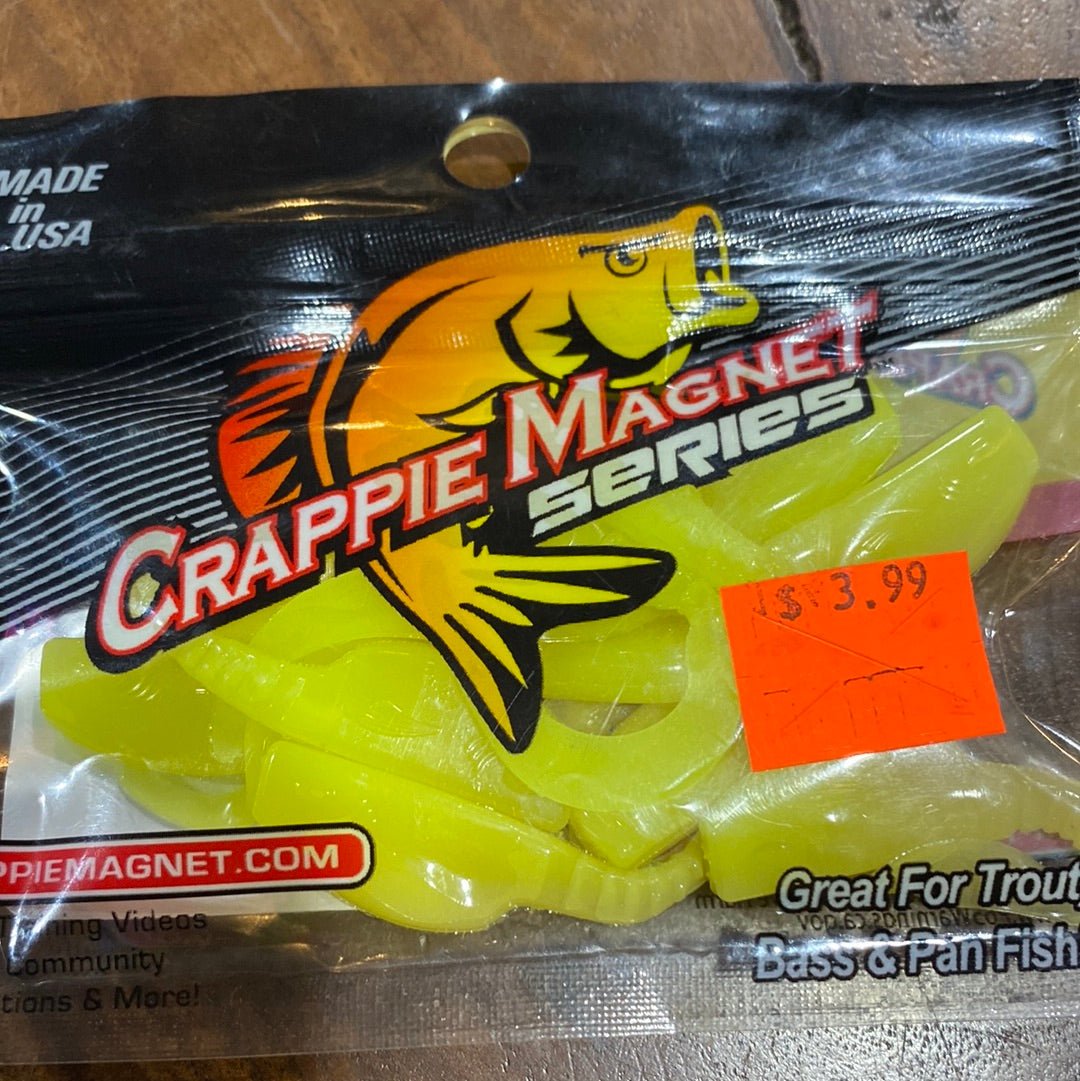 MADE
in
USA
CRAPPIE MAGNET
SERIES
$ 3.99
PPIEMAGNET.COM
Videos
Community
tions & More!
Great For Trout,
Bass & Pan Fish!